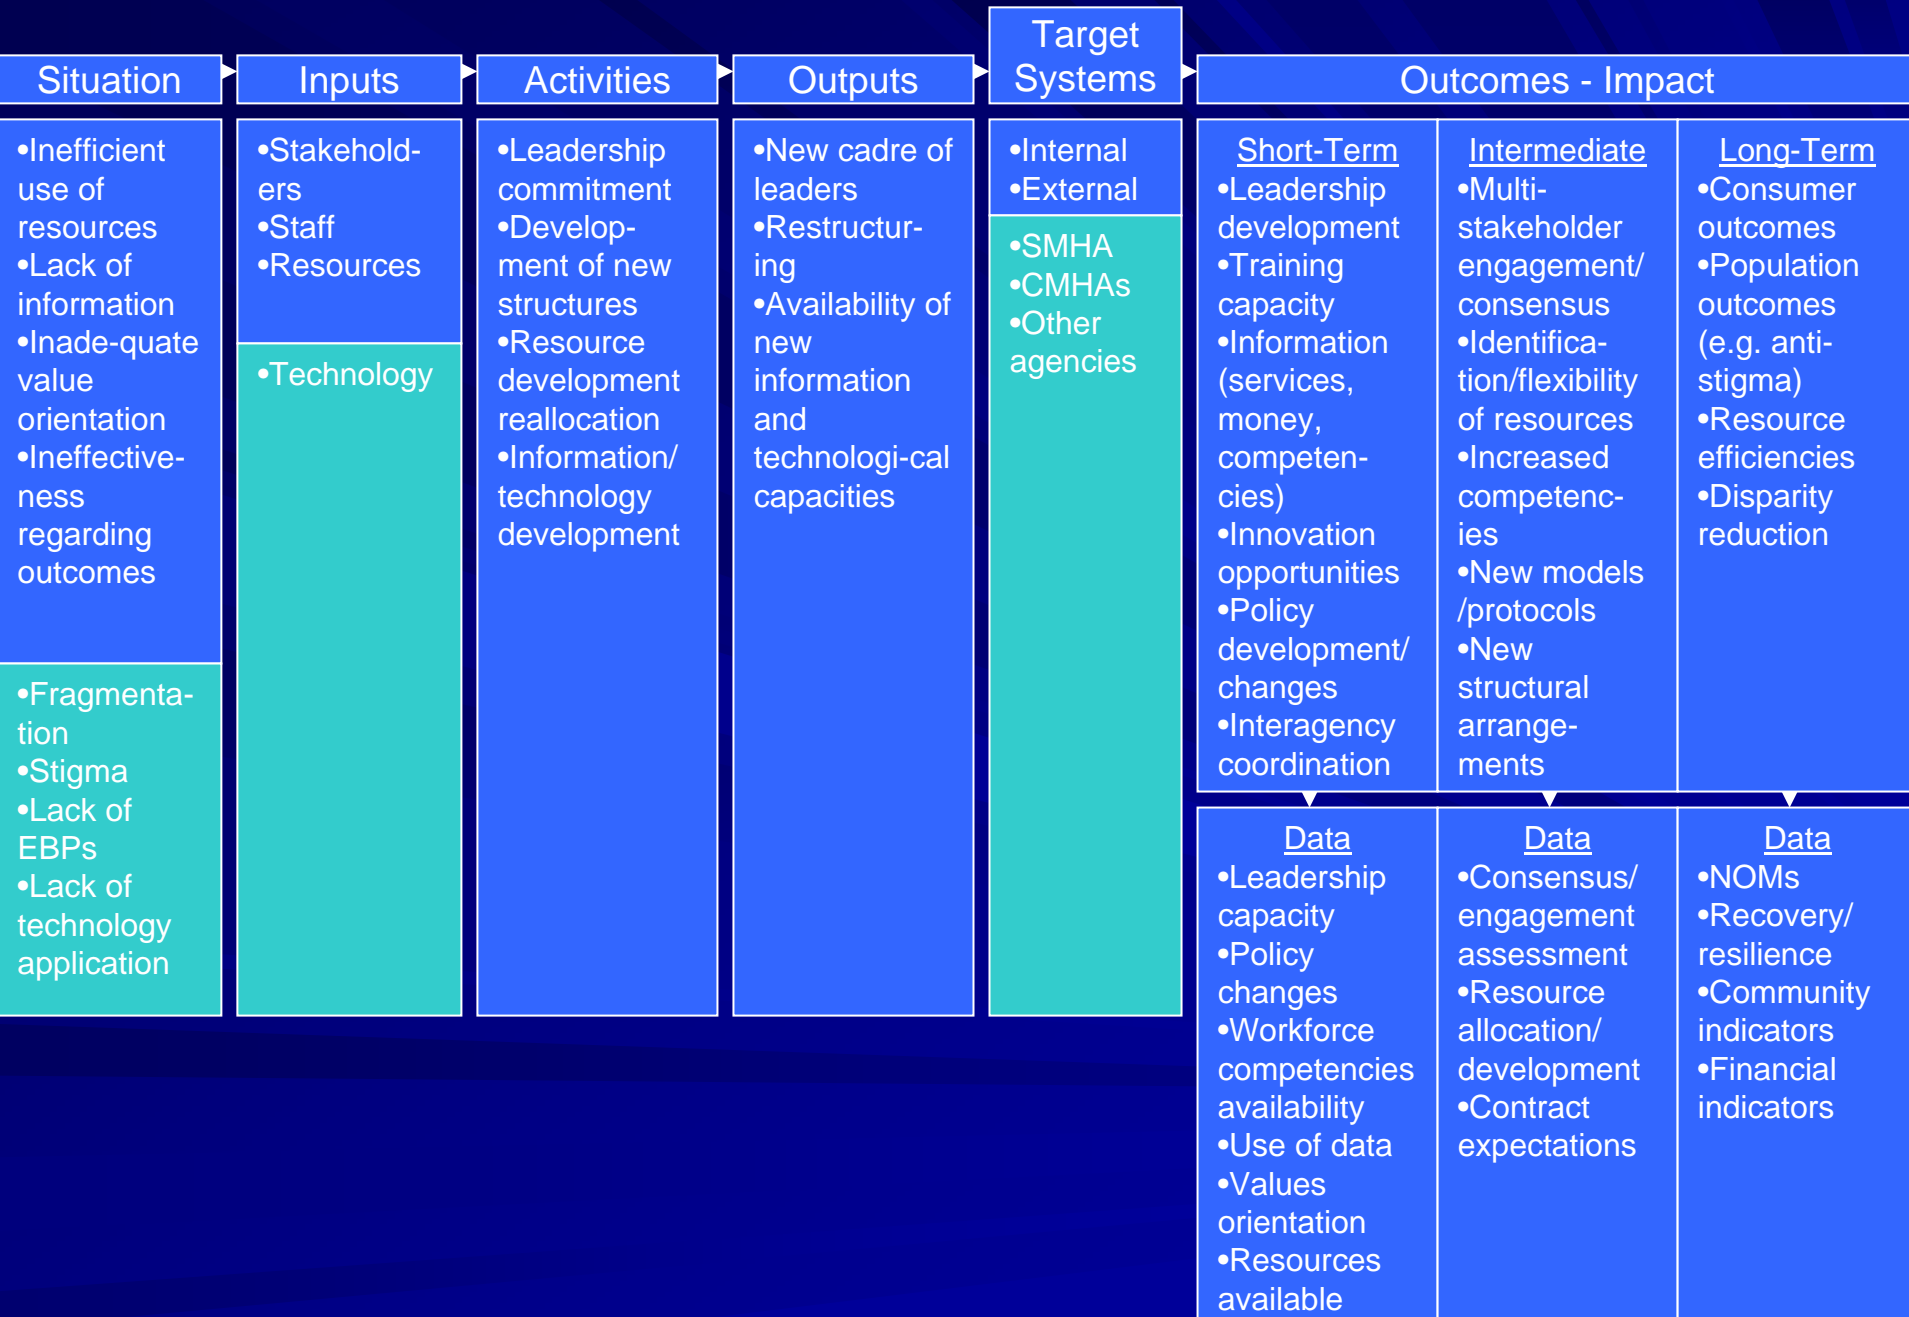 Situation
Inputs
Activities
Outputs
Target
Systems
Outcomes - Impact
•Inefficient
use of
resources
•Lack of
information
•Inade-quate
value
orientation
•Ineffective-
ness
regarding
outcomes
•Fragmenta-
tion
•Stigma
•Lack of
EBPs
•Lack of
technology
application
•Stakehold-
ers
•Staff
•Resources
•Technology
•Leadership
commitment
•Develop-
ment of new
structures
•Resource
development
reallocation
•Information/
technology
development
•New cadre of
leaders
•Restructur-
ing
•Availability of
new
information
and
technologi-cal
capacities
•Internal
•External
•SMHA
•CMHAs
•Other
agencies
Short-Term
•Leadership
development
•Training
capacity
•Information
(services,
money,
competen-
cies)
•Innovation
opportunities
•Policy
development/
changes
•Interagency
coordination
Intermediate
•Multi-
stakeholder
engagement/
consensus
•Identifica-
tion/flexibility
of resources
•Increased
competenc-
ies
•New models
/protocols
•New
structural
arrange-
ments
Long-Term
•Consumer
outcomes
•Population
outcomes
(e.g. anti-
stigma)
•Resource
efficiencies
•Disparity
reduction
Data
•Leadership
capacity
•Policy
changes
•Workforce
competencies
availability
•Use of data
•Values
orientation
•Resources
available
Data
•Consensus/
engagement
assessment
•Resource
allocation/
development
•Contract
expectations
Data
•NOMs
•Recovery/
resilience
•Community
indicators
•Financial
indicators